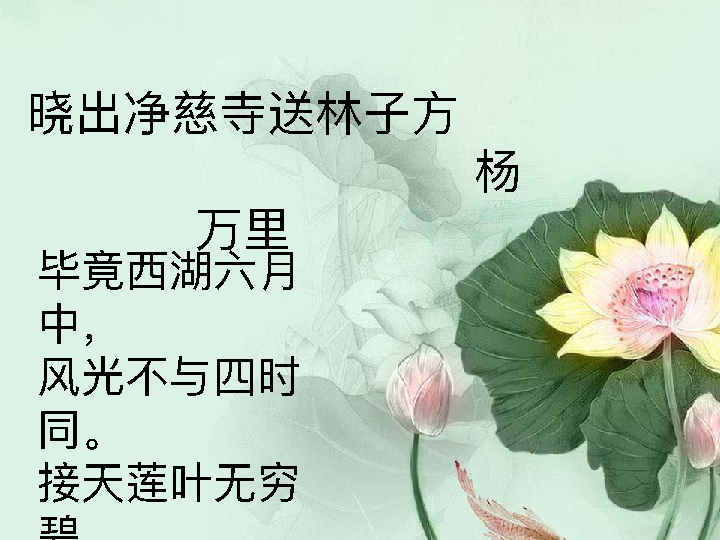 晓出净慈寺送林子方
杨
万里
毕竟西湖六月
中，
风光不与四时
同。
接天莲叶无穷
碧